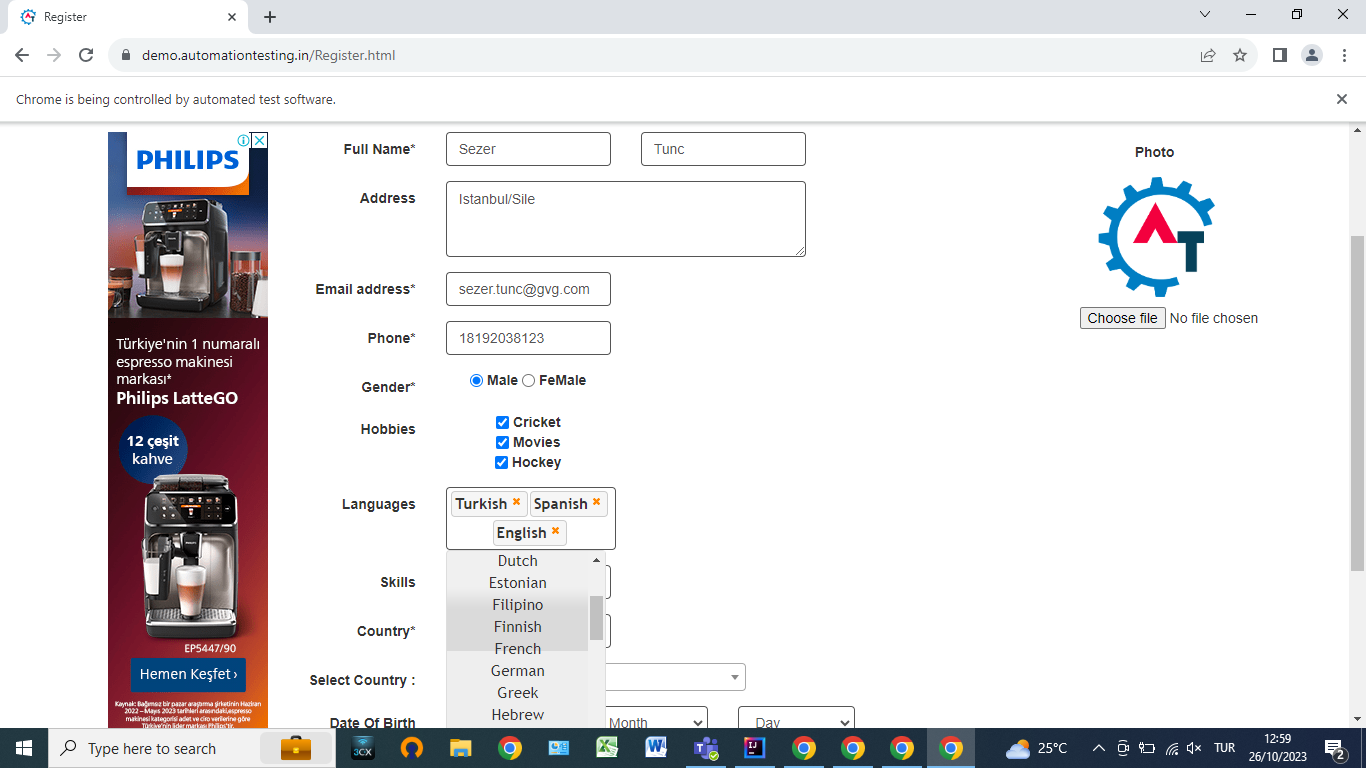 Register
demo.automationtesting.in/Register.html
Chrome is being controlled by automated test software.
PHILIPS
Türkiye'nin 1 numaralı
espresso makinesi
markası*
Philips LatteGO
12 çeşit
kahve
EP5447/90
Hemen Keşfet ›
Kaynak: Bağımsız bir pazar araştırma şirketinin Haziran
2022 – Mayıs 2023 tarihleri arasındaki,espresso
makinesi kategorisi adet ve ciro verilerine göre
Türkiye'nin lider markası Philips'tir.
Full Name*
Sezer
Tunc
Address
Istanbul/Sile
Email address*
sezer.tunc@gvg.com
Phone*
18192038123
Gender*
Male
FeMale
Hobbies
Cricket
Movies
Hockey
Languages
Turkish
Spanish
English
Dutch
Estonian
Filipino
Finnish
French
German
Greek
Hebrew
Skills
Country*
Select Country :
Date Of Birth
Month
Day
Photo
AT
Choose file No file chosen
Type here to search
3CX
25°C
TUR
12:59
26/10/2023
2